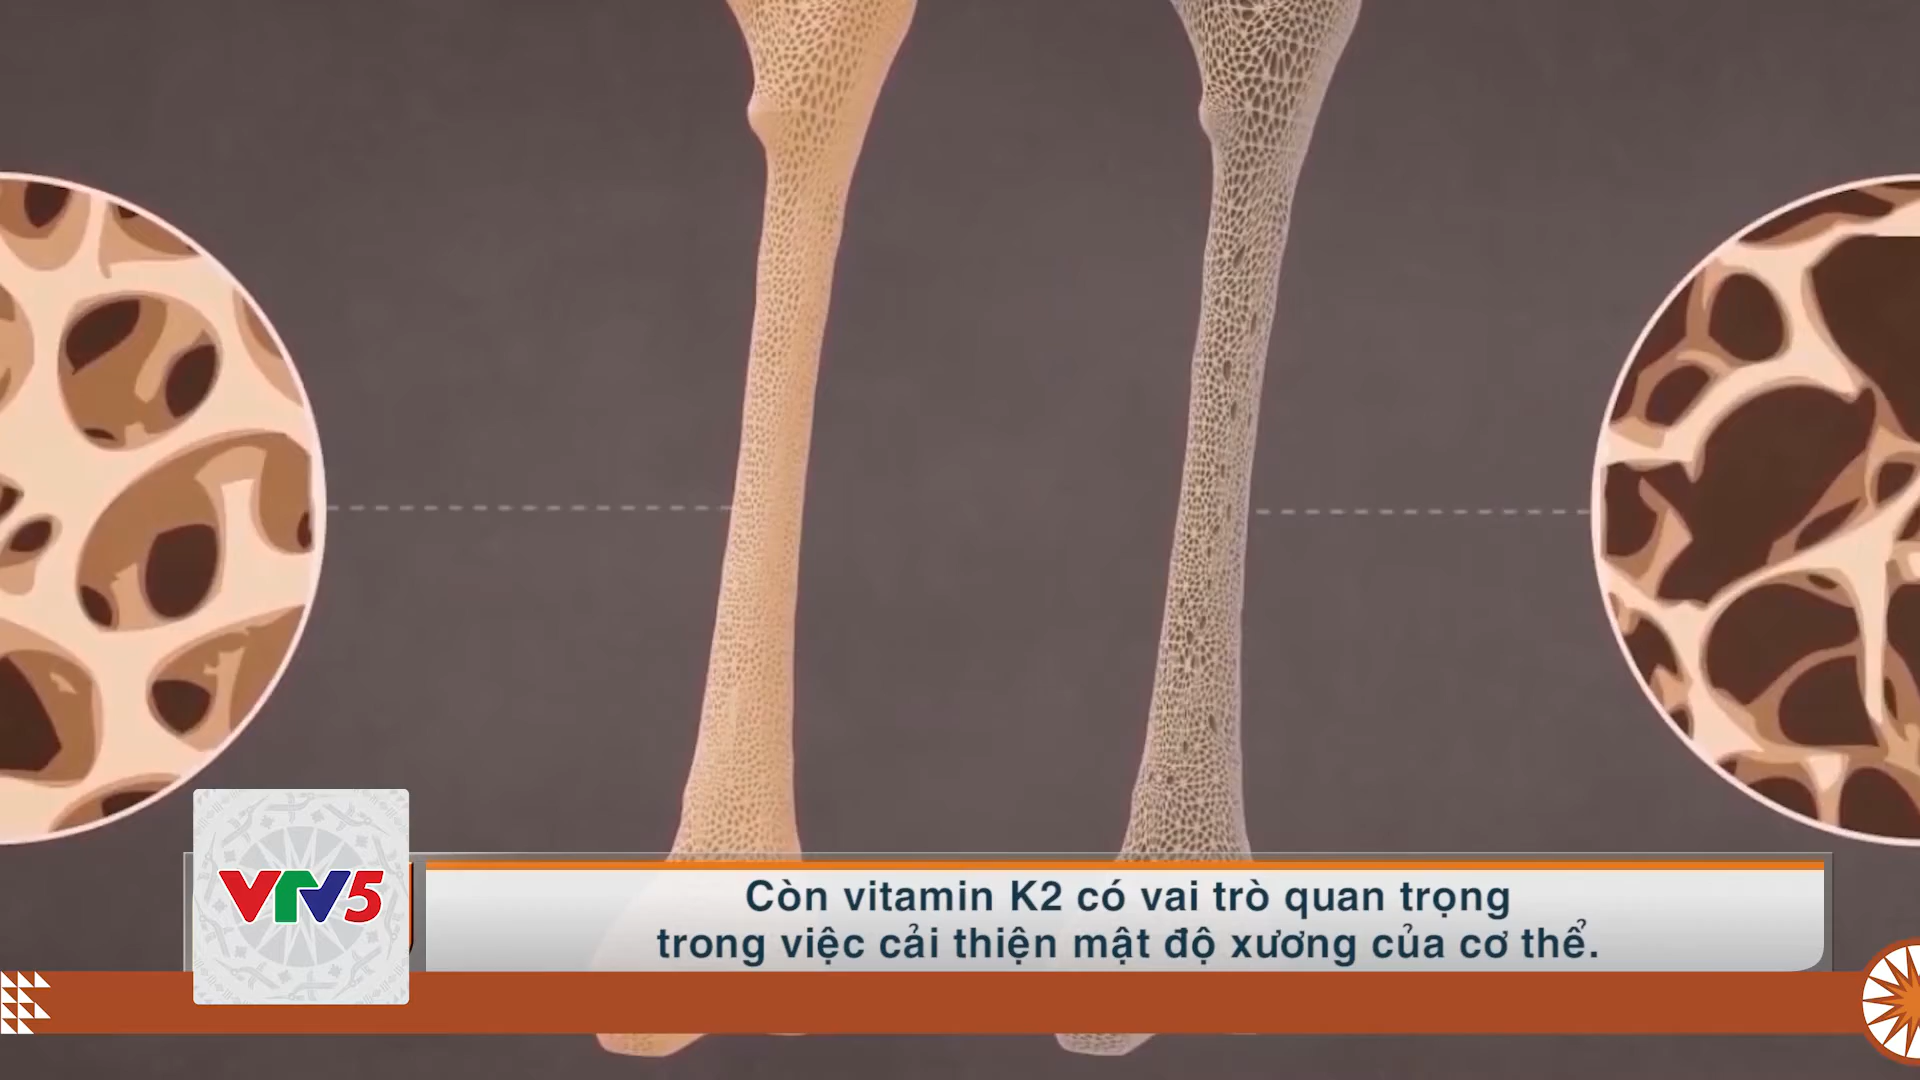 Còn vitamin K2 có vai trò quan trọng
trong việc cải thiện mật độ xương của cơ thể.
VTV5